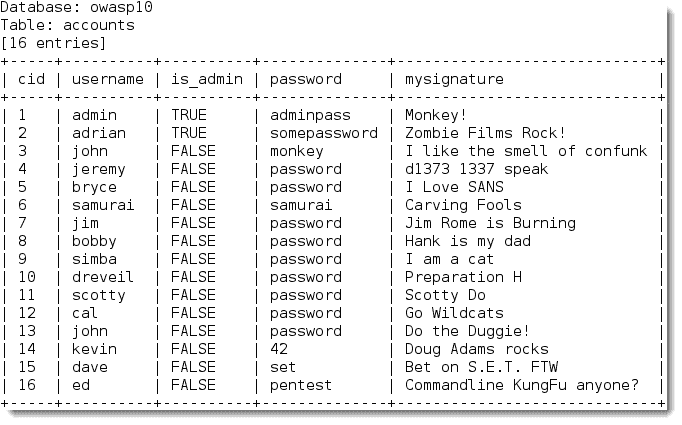 Database: owasp10
Table: accounts
[16 entries]
+-----+----------+----------+--------------+-----------------------------+
| cid | username | is_admin | password     | mysignature                 |
+-----+----------+----------+--------------+-----------------------------+
| 1   | admin    | TRUE     | adminpass    | Monkey!                     |
| 2   | adrian   | TRUE     | somepassword | Zombie Films Rock!          |
| 3   | john     | FALSE    | monkey       | I like the smell of confunk |
| 4   | jeremy   | FALSE    | password     | d1373 1337 speak            |
| 5   | bryce    | FALSE    | password     | I Love SANS                 |
| 6   | samurai  | FALSE    | samurai      | Carving Fools               |
| 7   | jim      | FALSE    | password     | Jim Rome is Burning         |
| 8   | bobby    | FALSE    | password     | Hank is my dad              |
| 9   | simba    | FALSE    | password     | I am a cat                  |
| 10  | dreveil  | FALSE    | password     | Preparation H               |
| 11  | scotty   | FALSE    | password     | Scotty Do                   |
| 12  | cal      | FALSE    | password     | Go Wildcats                 |
| 13  | john     | FALSE    | password     | Do the Duggie!              |
| 14  | kevin    | FALSE    | 42           | Doug Adams rocks            |
| 15  | dave     | FALSE    | set          | Bet on S.E.T. FTW           |
| 16  | ed       | FALSE    | pentest      | Commandline KungFu anyone?  |
+-----+----------+----------+--------------+-----------------------------+